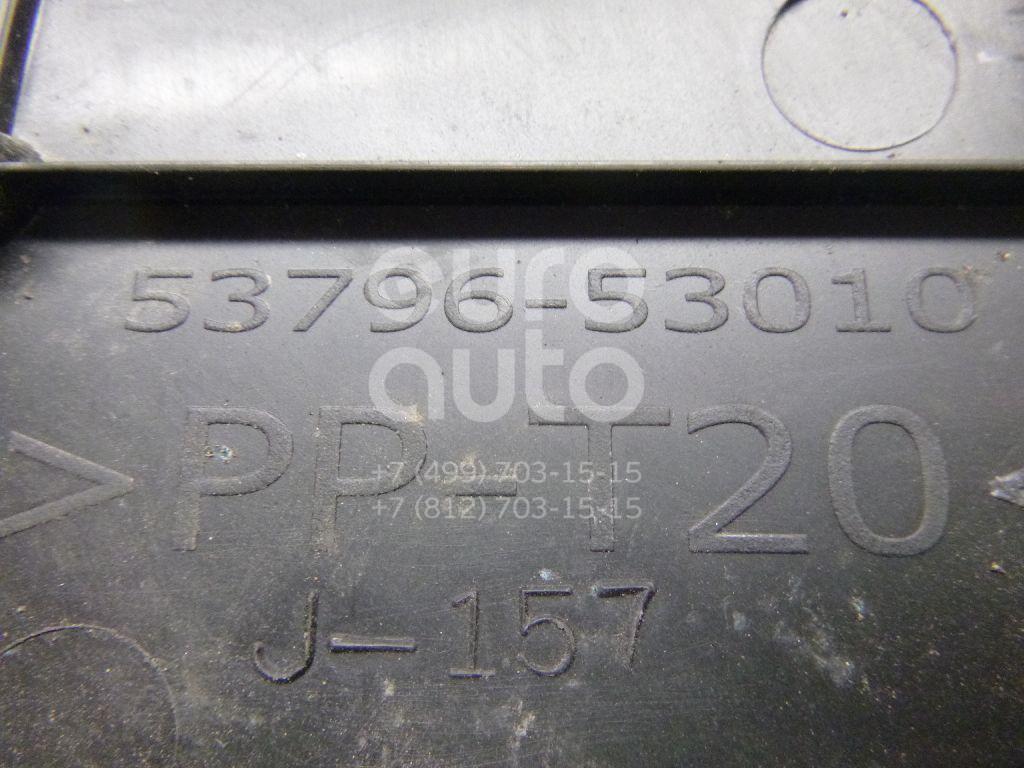 53796-53010
euro
auto
>PP-T20<
+7 (499) 703-15-15
+7 (812) 703-15-15
J-157